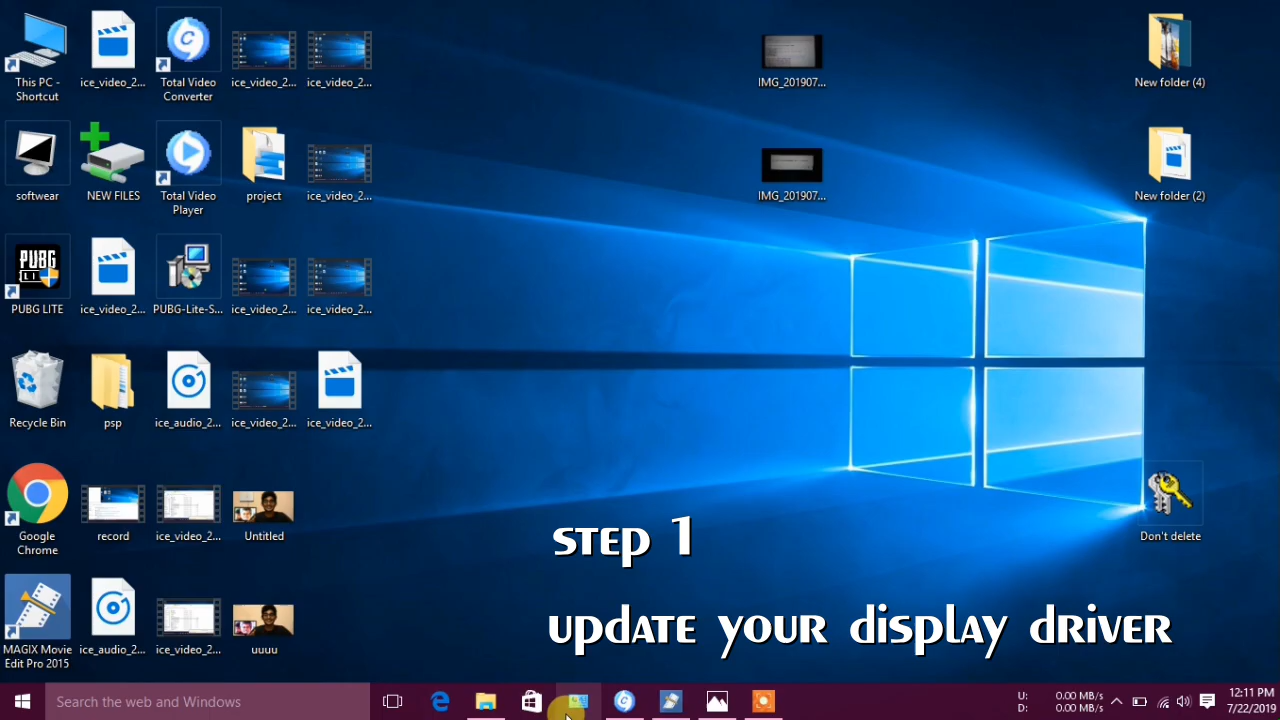 This PC -
Shortcut
ice_video_2...
Total Video
Converter
ice_video_2...
ice_video_2...
IMG_201907...
New folder (4)
softwear
NEW FILES
Total Video
Player
project
ice_video_2...
IMG_201907...
New folder (2)
PUBG
LI
PUBG LITE
ice_video_2...
PUBG-Lite-S...
ice_video_2...
ice_video_2...
Recycle Bin
psp
ice_audio_2...
ice_video_2...
ice_video_2...
Google
Chrome
record
ice_video_2...
Untitled
Don't delete
step 1
update your display driver
MAGIX Movie
Edit Pro 2015
ice_audio_2...
ice_video_2...
uuuu
Search the web and Windows
U: 0.00 MB/s
D: 0.00 MB/s
12:11 PM
7/22/2019